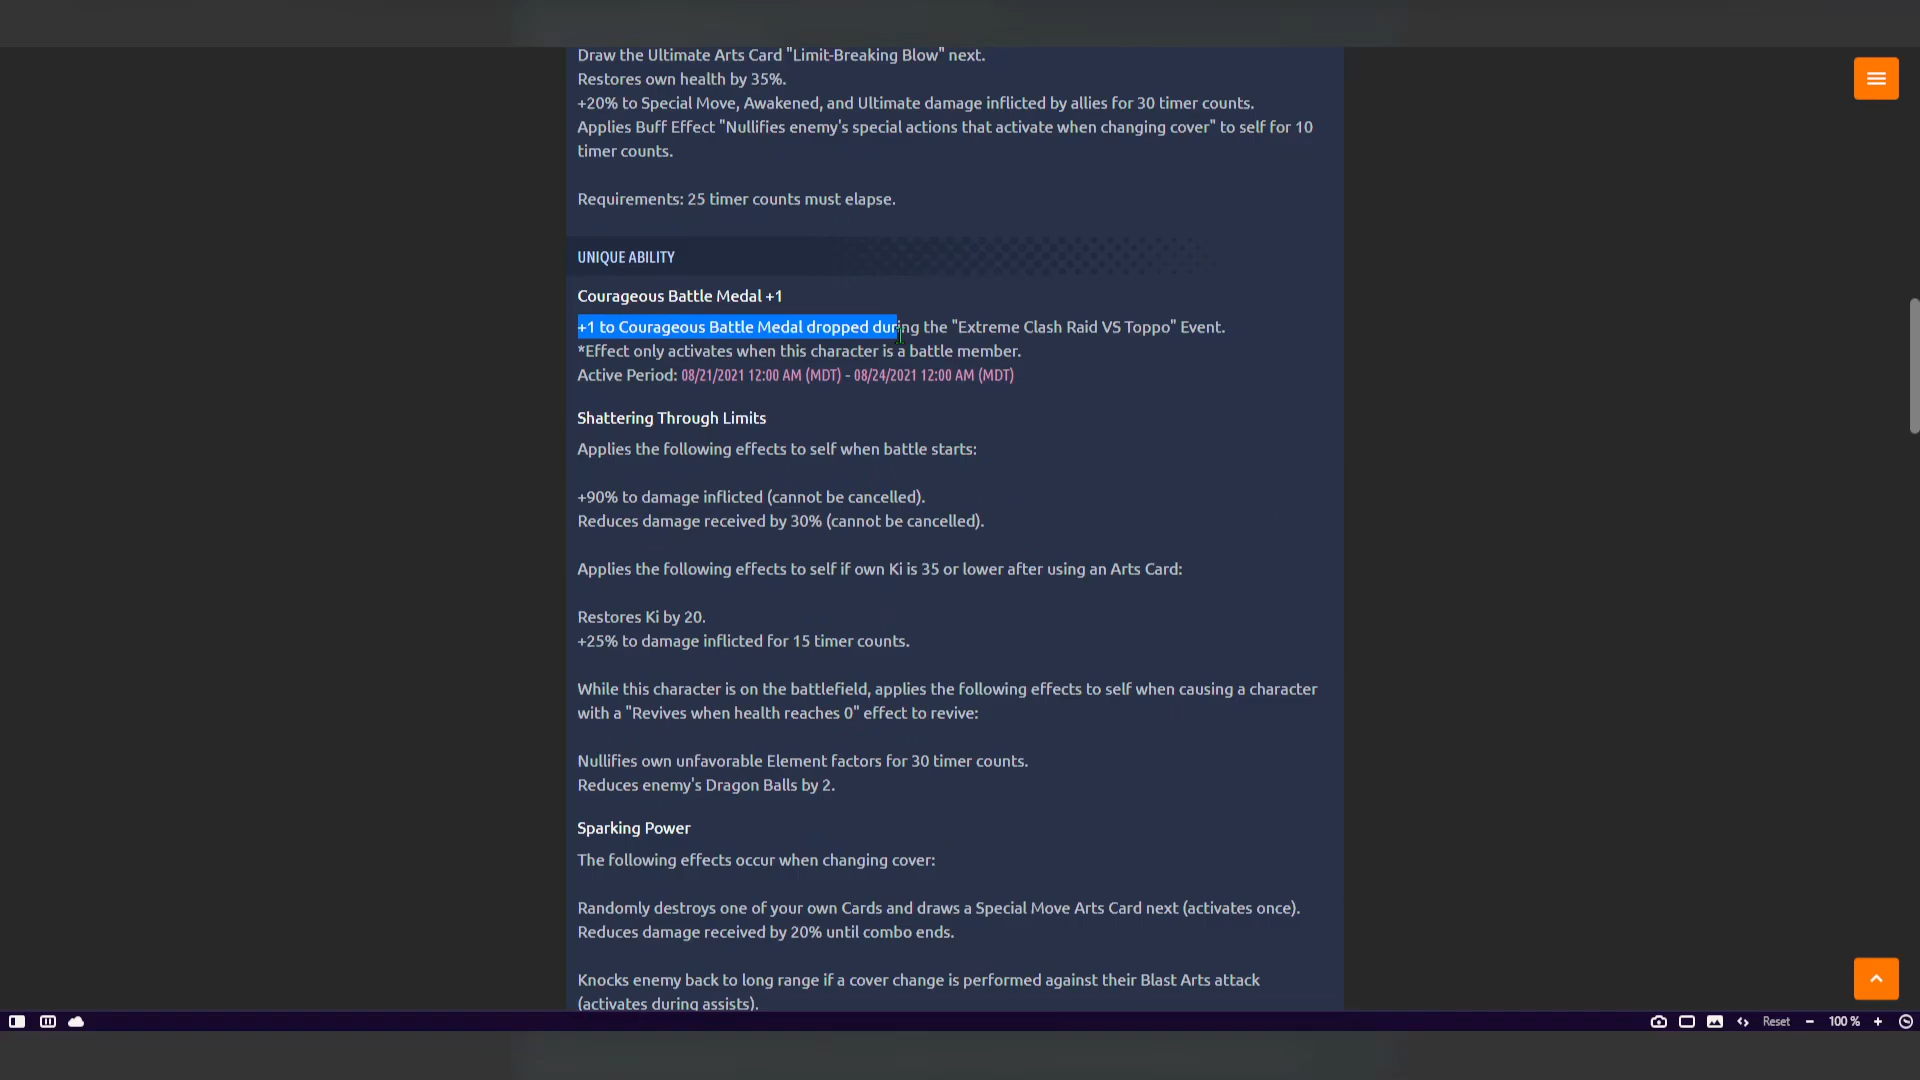 Draw the Ultimate Arts Card "Limit-Breaking Blow" next.
Restores own health by 35%.
+20% to Special Move, Awakened, and Ultimate damage inflicted by allies for 30 timer counts.
Applies Buff Effect "Nullifies enemy's special actions that activate when changing cover" to self for 10
timer counts.
Requirements: 25 timer counts must elapse.
UNIQUE ABILITY
Courageous Battle Medal +1
+1 to Courageous Battle Medal dropped during the "Extreme Clash Raid VS Toppo" Event.
*Effect only activates when this character is a battle member.
Active Period: 08/21/2021 12:00 AM (MDT) - 08/24/2021 12:00 AM (MDT)
Shattering Through Limits
Applies the following effects to self when battle starts:
+90% to damage inflicted (cannot be cancelled).
Reduces damage received by 30% (cannot be cancelled).
Applies the following effects to self if own Ki is 35 or lower after using an Arts Card:
Restores Ki by 20.
+25% to damage inflicted for 15 timer counts.
While this character is on the battlefield, applies the following effects to self when causing a character
with a "Revives when health reaches 0" effect to revive:
Nullifies own unfavorable Element factors for 30 timer counts.
Reduces enemy's Dragon Balls by 2.
Sparking Power
The following effects occur when changing cover:
Randomly destroys one of your own Cards and draws a Special Move Arts Card next (activates once).
Reduces damage received by 20% until combo ends.
Knocks enemy back to long range if a cover change is performed against their Blast Arts attack
(activates during assists).
Reset − 100 % +